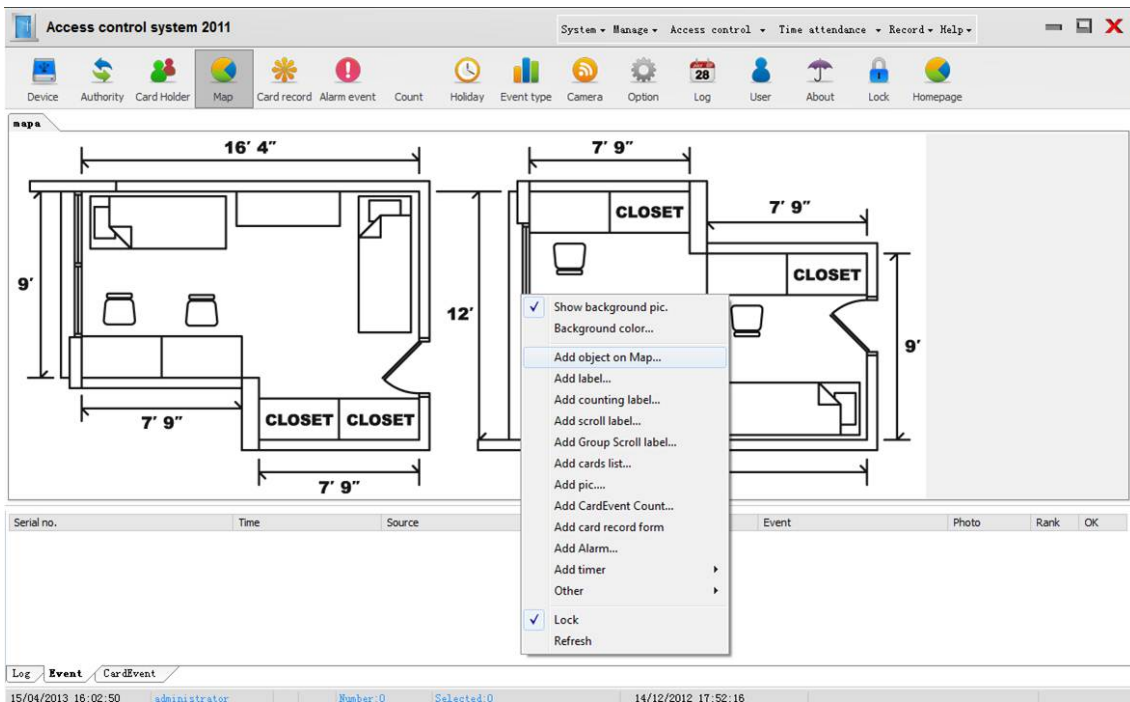 Access control system 2011
System Manage Access control Time attendance Record Help
Device Authority Card Holder Map Card record Alarm event Count Holiday Event type Camera Option Log User About Lock Homepage
28
mapa
16′ 4″
7′ 9″
CLOSET
7′ 9″
CLOSET
9′
12′
9′
7′ 9″
CLOSET CLOSET
7′ 9″
Show background pic.
Background color...
Add object on Map...
Add label...
Add counting label...
Add scroll label...
Add Group Scroll label...
Add cards list...
Add pic....
Add CardEvent Count...
Add card record form
Add Alarm...
Add timer
Other
Lock
Refresh
Serial no. Time Source Event Photo Rank OK
Log Event CardEvent
15/04/2013 16:02:50 administrator Number:0 Selected:0 14/12/2012 17:52:16